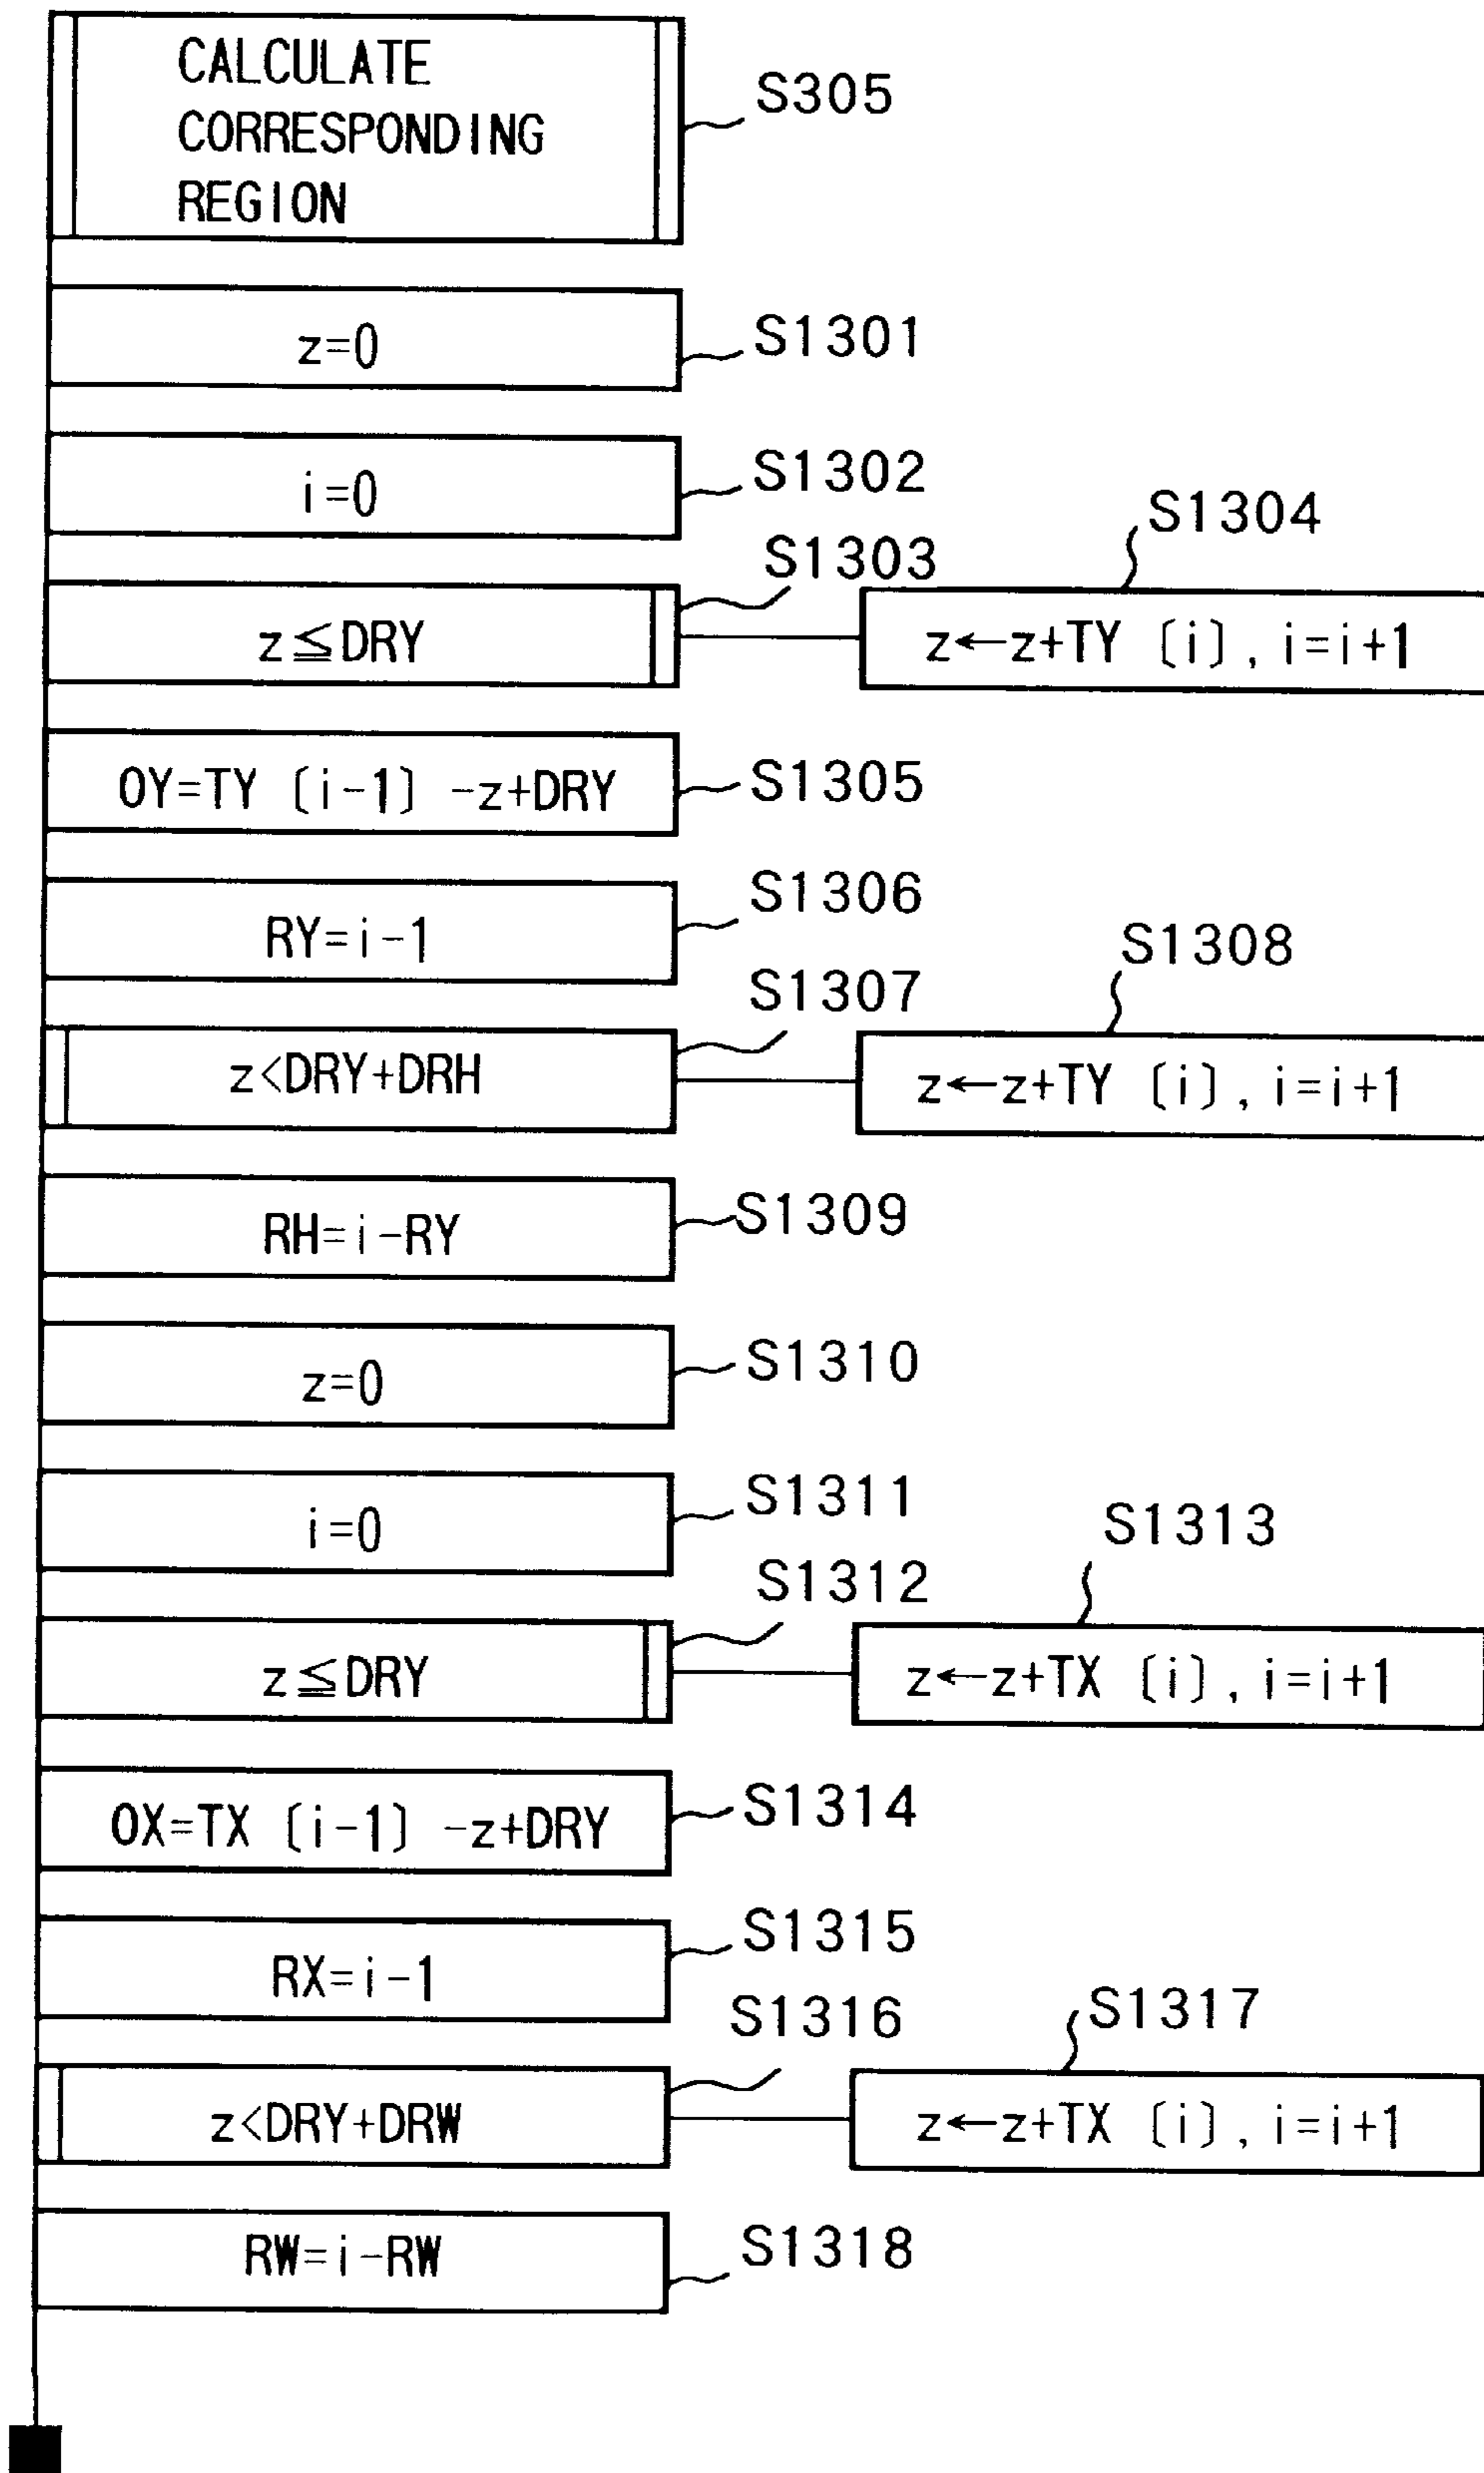 CALCULATE
CORRESPONDING
REGION
S305
z=0
S1301
i=0
S1302
z≦DRY
S1303
z←z+TY [i], i=i+1
S1304
OY=TY [i-1] -z+DRY
S1305
RY=i-1
S1306
z<DRY+DRH
S1307
z←z+TY [i], i=i+1
S1308
RH=i-RY
S1309
z=0
S1310
i=0
S1311
z≦DRY
S1312
z←z+TX [i], i=i+1
S1313
OX=TX [i-1] -z+DRY
S1314
RX=i-1
S1315
z<DRY+DRW
S1316
z←z+TX [i], i=i+1
S1317
RW=i-RW
S1318